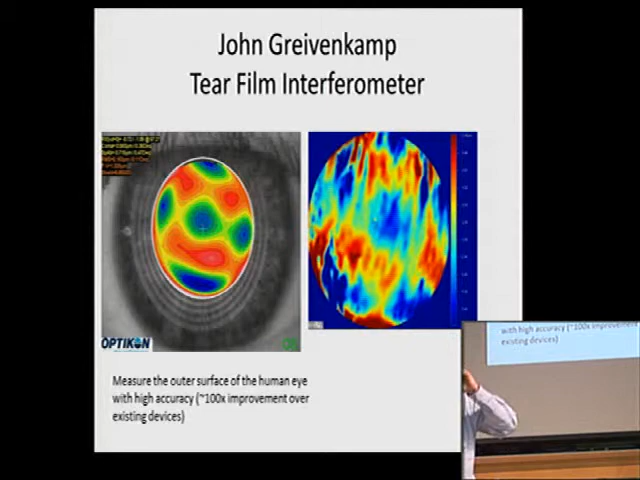 John Greivenkamp
Tear Film Interferometer
OPTIKON
Measure the outer surface of the human eye
with high accuracy (~100x improvement over
existing devices)
with high accuracy (~100x improvement
existing devices)